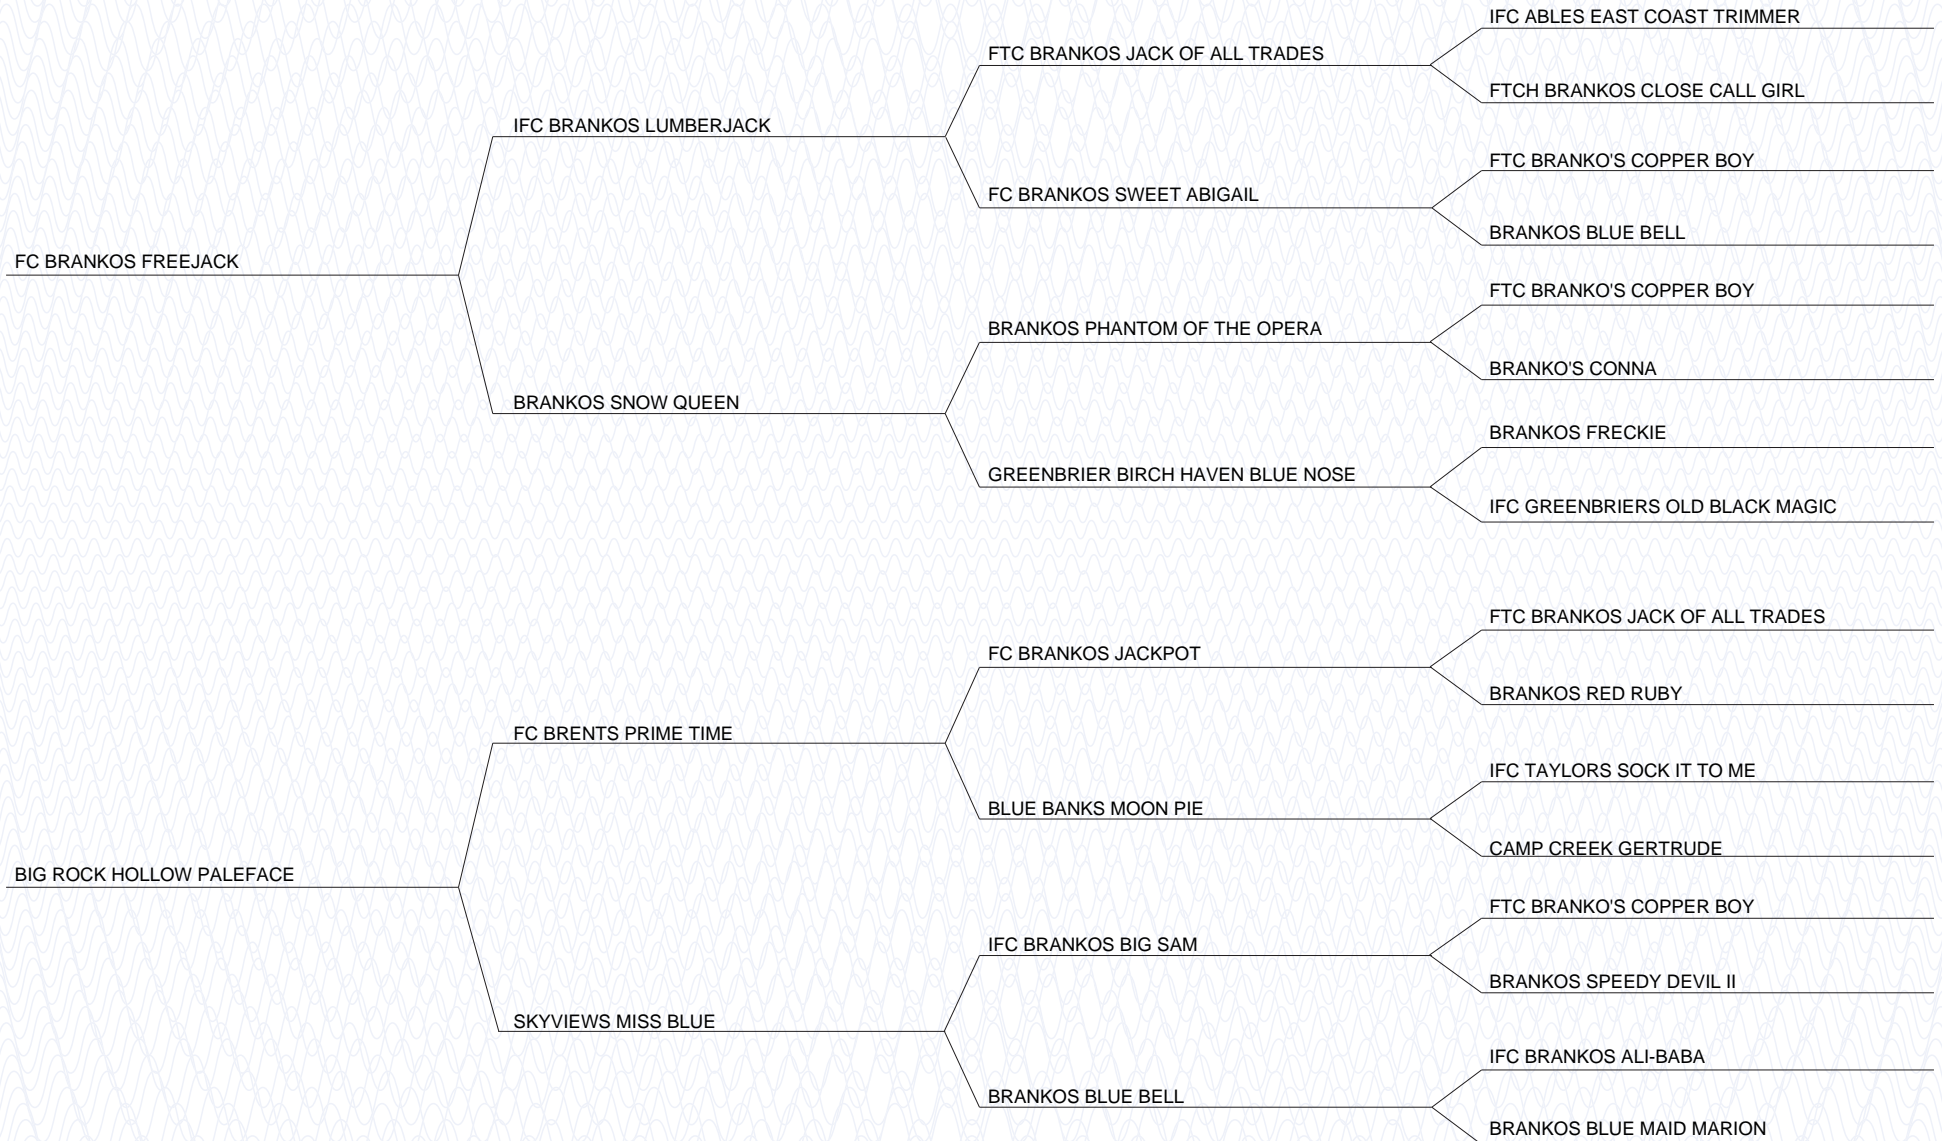 IFC ABLES EAST COAST TRIMMER
FTC BRANKOS JACK OF ALL TRADES
FTCH BRANKOS CLOSE CALL GIRL
IFC BRANKOS LUMBERJACK
FTC BRANKO'S COPPER BOY
FC BRANKOS SWEET ABIGAIL
BRANKOS BLUE BELL
FC BRANKOS FREEJACK
FTC BRANKO'S COPPER BOY
BRANKOS PHANTOM OF THE OPERA
BRANKO'S CONNA
BRANKOS SNOW QUEEN
BRANKOS FRECKIE
GREENBRIER BIRCH HAVEN BLUE NOSE
IFC GREENBRIERS OLD BLACK MAGIC
FTC BRANKOS JACK OF ALL TRADES
FC BRANKOS JACKPOT
BRANKOS RED RUBY
FC BRENTS PRIME TIME
IFC TAYLORS SOCK IT TO ME
BLUE BANKS MOON PIE
CAMP CREEK GERTRUDE
BIG ROCK HOLLOW PALEFACE
FTC BRANKO'S COPPER BOY
IFC BRANKOS BIG SAM
BRANKOS SPEEDY DEVIL II
SKYVIEWS MISS BLUE
IFC BRANKOS ALI-BABA
BRANKOS BLUE BELL
BRANKOS BLUE MAID MARION